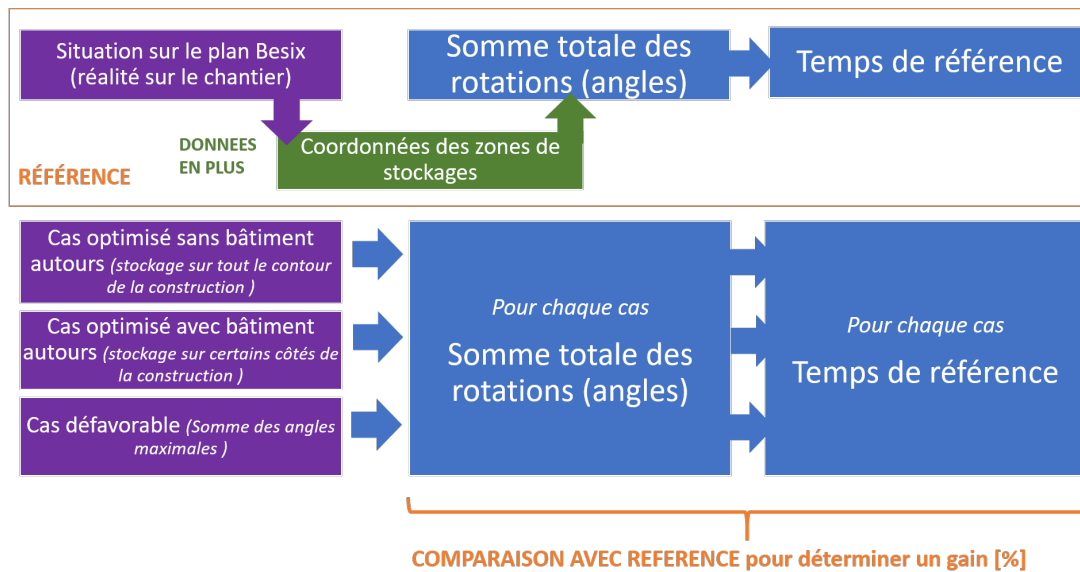 Situation sur le plan Besix
(réalité sur le chantier)
Somme totale des
rotations (angles)
Temps de référence
DONNEES
EN PLUS
Coordonnées des zones de
stockages
RÉFÉRENCE
Cas optimisé sans bâtiment
autours (stockage sur tout le contour
de la construction )
Cas optimisé avec bâtiment
autours (stockage sur certains côtés de
la construction )
Cas défavorable (Somme des angles
maximales )
Pour chaque cas
Somme totale des
rotations (angles)
Pour chaque cas
Temps de référence
COMPARAISON AVEC REFERENCE pour déterminer un gain [%]